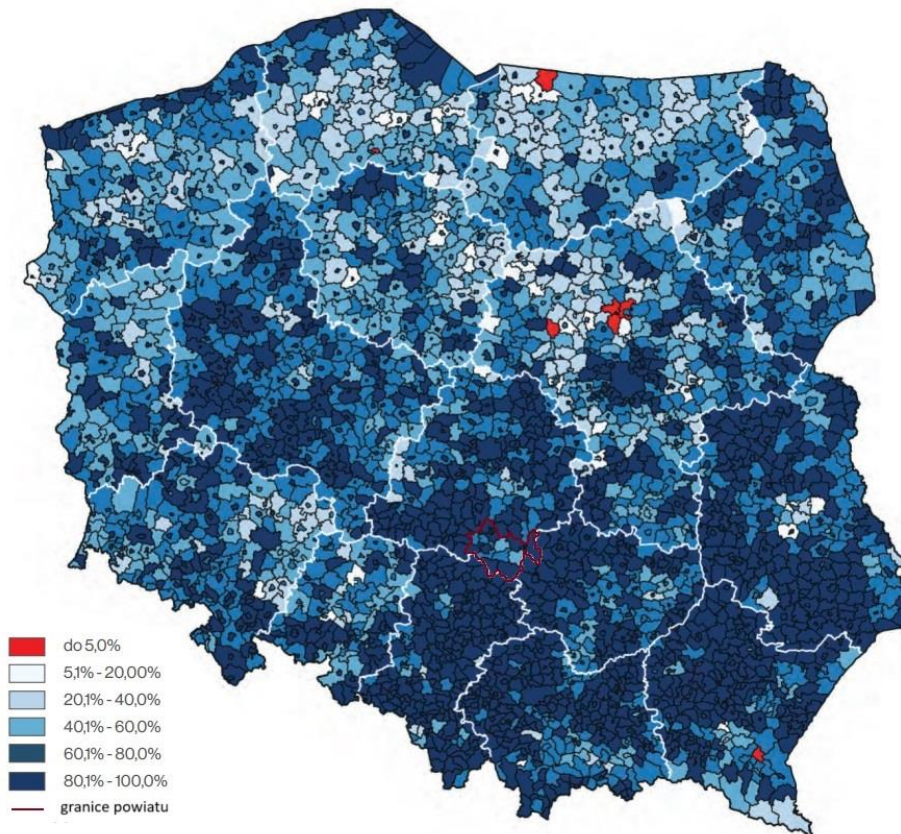 do 5,0%
5,1% - 20,00%
20,1% - 40,0%
40,1% - 60,0%
60,1% - 80,0%
80,1% - 100,0%
granice powiatu